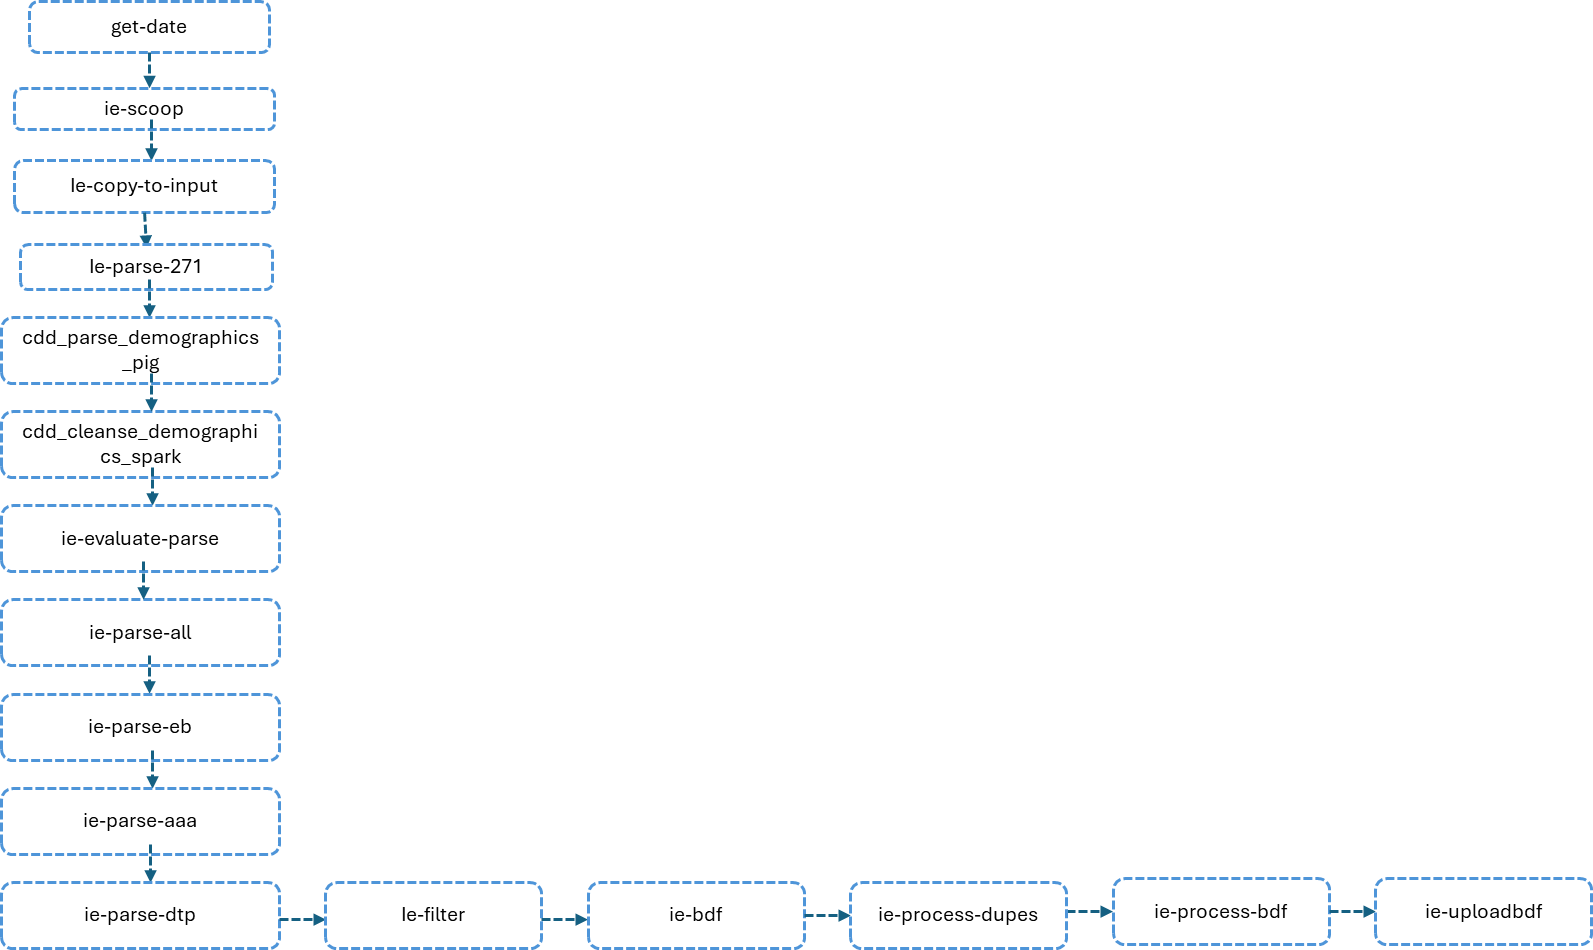 get-date
ie-scoop
Ie-copy-to-input
Ie-parse-271
cdd_parse_demographics
_pig
cdd_cleanse_demographi
cs_spark
ie-evaluate-parse
ie-parse-all
ie-parse-eb
ie-parse-aaa
ie-parse-dtp
Ie-filter
ie-bdf
ie-process-dupes
ie-process-bdf
ie-uploadbdf